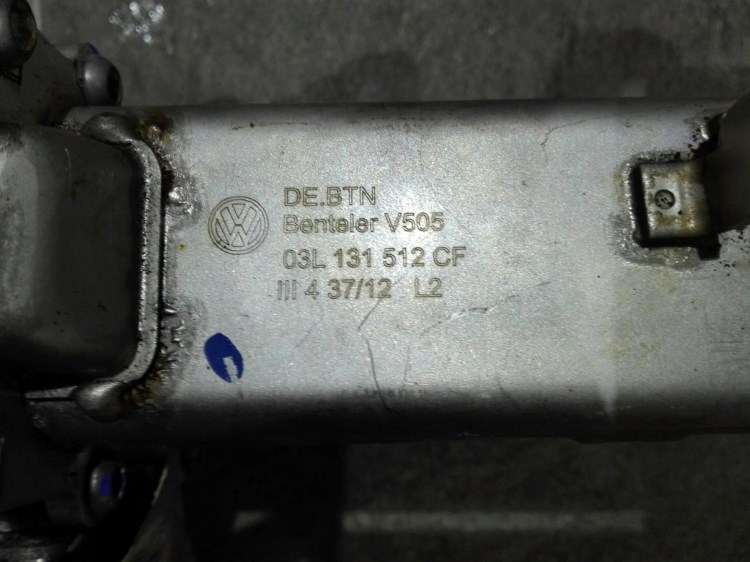 DE.BTN
Benteler V505
03L 131 512 CF
III 4 37/12 L2